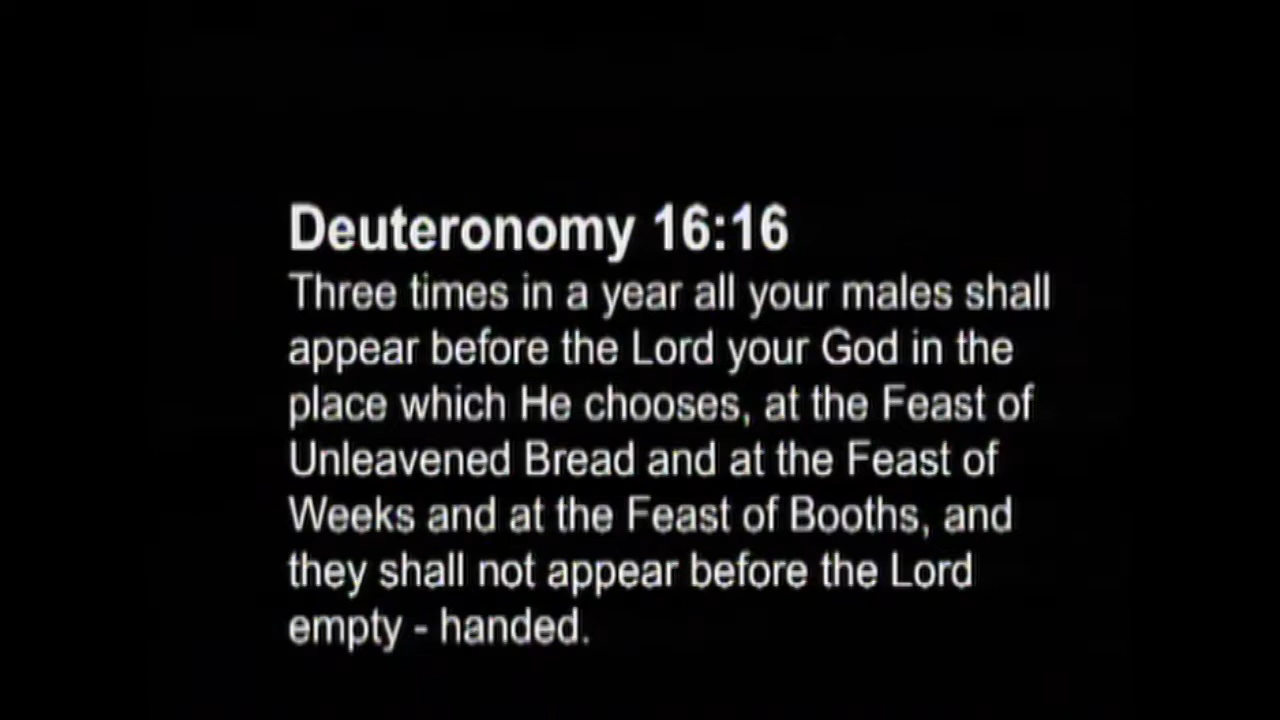 Deuteronomy 16:16
Three times in a year all your males shall
appear before the Lord your God in the
place which He chooses, at the Feast of
Unleavened Bread and at the Feast of
Weeks and at the Feast of Booths, and
they shall not appear before the Lord
empty - handed.